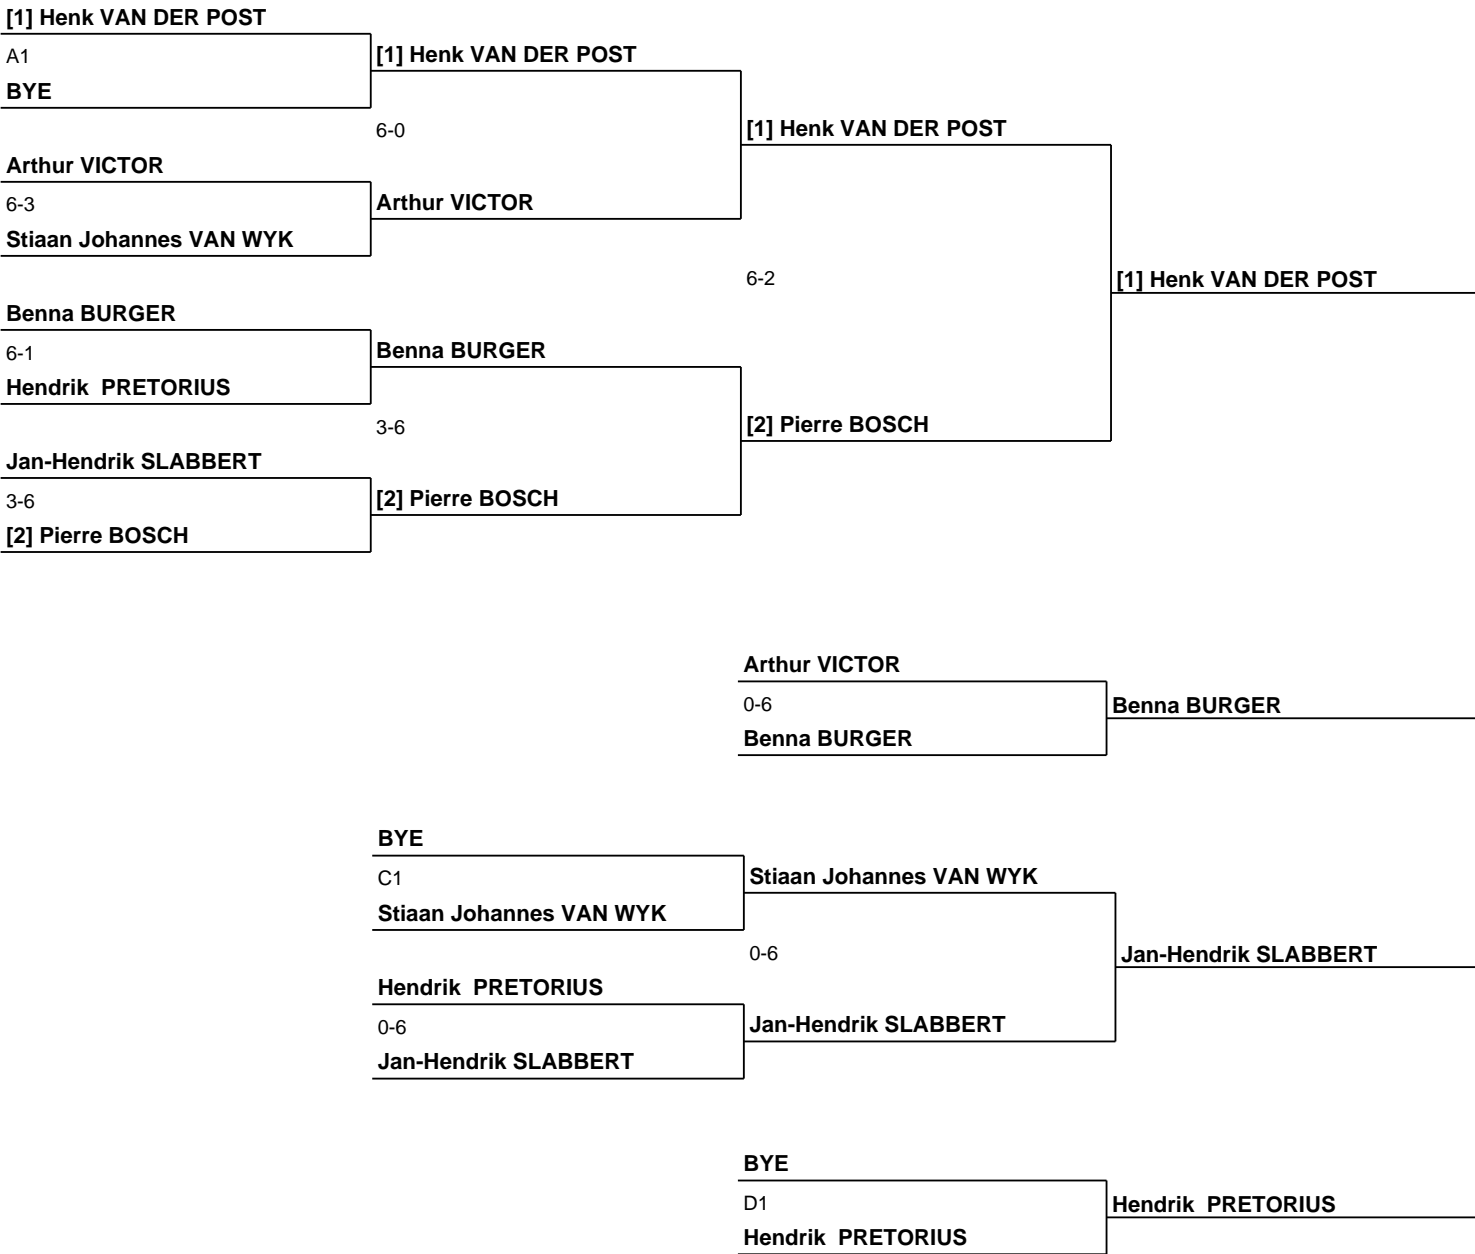 [1] Henk VAN DER POST
A1
BYE
[1] Henk VAN DER POST
6-0
Arthur VICTOR
6-3
Stiaan Johannes VAN WYK
Arthur VICTOR
[1] Henk VAN DER POST
6-2
[1] Henk VAN DER POST
Benna BURGER
6-1
Hendrik  PRETORIUS
Benna BURGER
3-6
Jan-Hendrik SLABBERT
3-6
[2] Pierre BOSCH
[2] Pierre BOSCH
[2] Pierre BOSCH
Arthur VICTOR
0-6
Benna BURGER
Benna BURGER
BYE
C1
Stiaan Johannes VAN WYK
Stiaan Johannes VAN WYK
0-6
Hendrik  PRETORIUS
0-6
Jan-Hendrik SLABBERT
Jan-Hendrik SLABBERT
Jan-Hendrik SLABBERT
BYE
D1
Hendrik  PRETORIUS
Hendrik  PRETORIUS